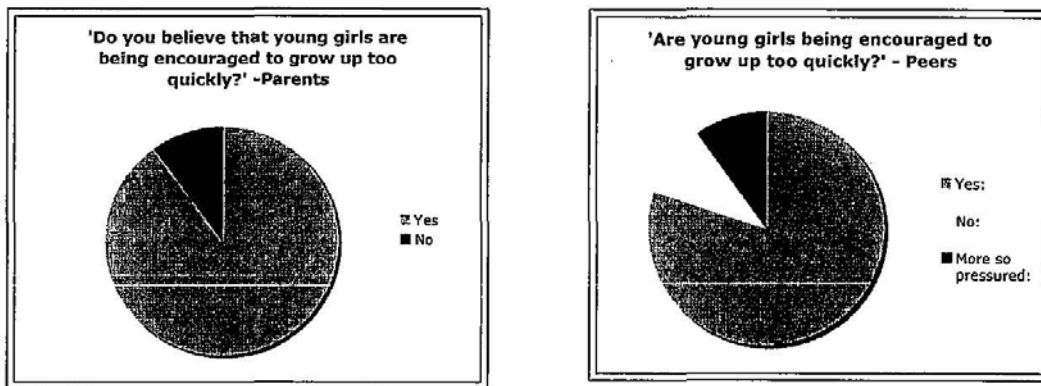 'Do you believe that young girls are
being encouraged to grow up too
quickly?' -Parents
Yes
No
'Are young girls being encouraged to
grow up too quickly?' - Peers
Yes:
No:
More so
pressured: